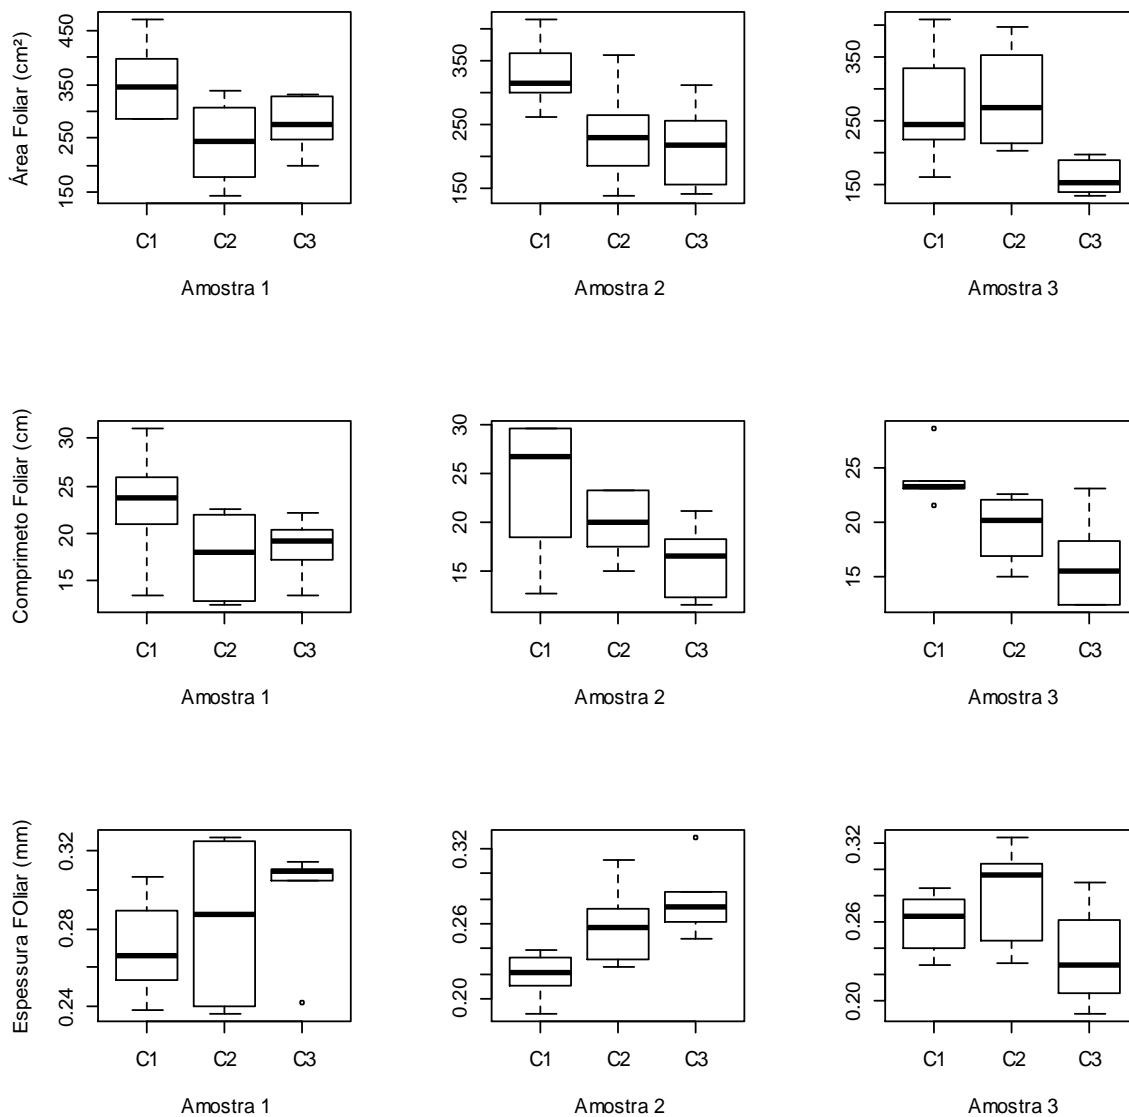 Área Foliar (cm²)
450
350
250
150
C1 C2 C3
Amostra 1
350
250
150
C1 C2 C3
Amostra 2
350
250
150
C1 C2 C3
Amostra 3
Comprimeto Foliar (cm)
30
25
20
15
C1 C2 C3
Amostra 1
30
25
20
15
C1 C2 C3
Amostra 2
25
20
15
C1 C2 C3
Amostra 3
Espessura FOliar (mm)
0.32
0.28
0.24
C1 C2 C3
Amostra 1
0.32
0.26
0.20
C1 C2 C3
Amostra 2
0.32
0.26
0.20
C1 C2 C3
Amostra 3